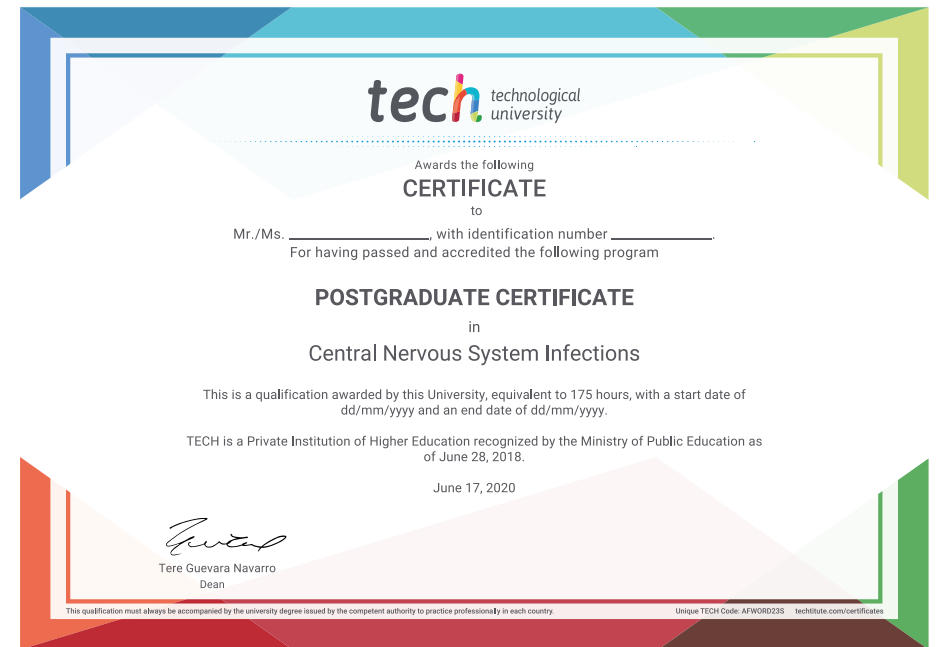 tech technological
university
Awards the following
CERTIFICATE
to
Mr./Ms. ____________________, with identification number ______________.
For having passed and accredited the following program
POSTGRADUATE CERTIFICATE
in
Central Nervous System Infections
This is a qualification awarded by this University, equivalent to 175 hours, with a start date of
dd/mm/yyyy and an end date of dd/mm/yyyy.
TECH is a Private Institution of Higher Education recognized by the Ministry of Public Education as
of June 28, 2018.
June 17, 2020
Tere Guevara Navarro
Dean
This qualification must always be accompanied by the university degree issued by the competent authority to practice professionally in each country. Unique TECH Code: AFWORD23S techtitute.com/certificates